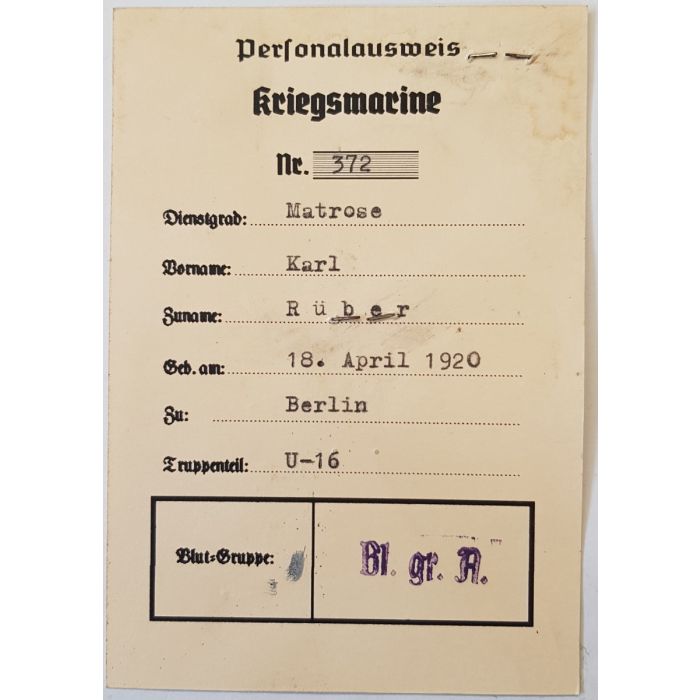 Personalausweis
Kriegsmarine
Nr. 372
Dienstgrad: Matrose
Vorname: Karl
Zuname: Rüber
Geb. am: 18. April 1920
Zu: Berlin
Truppenteil: U-16
Blut=Gruppe: Bl. gr. A.